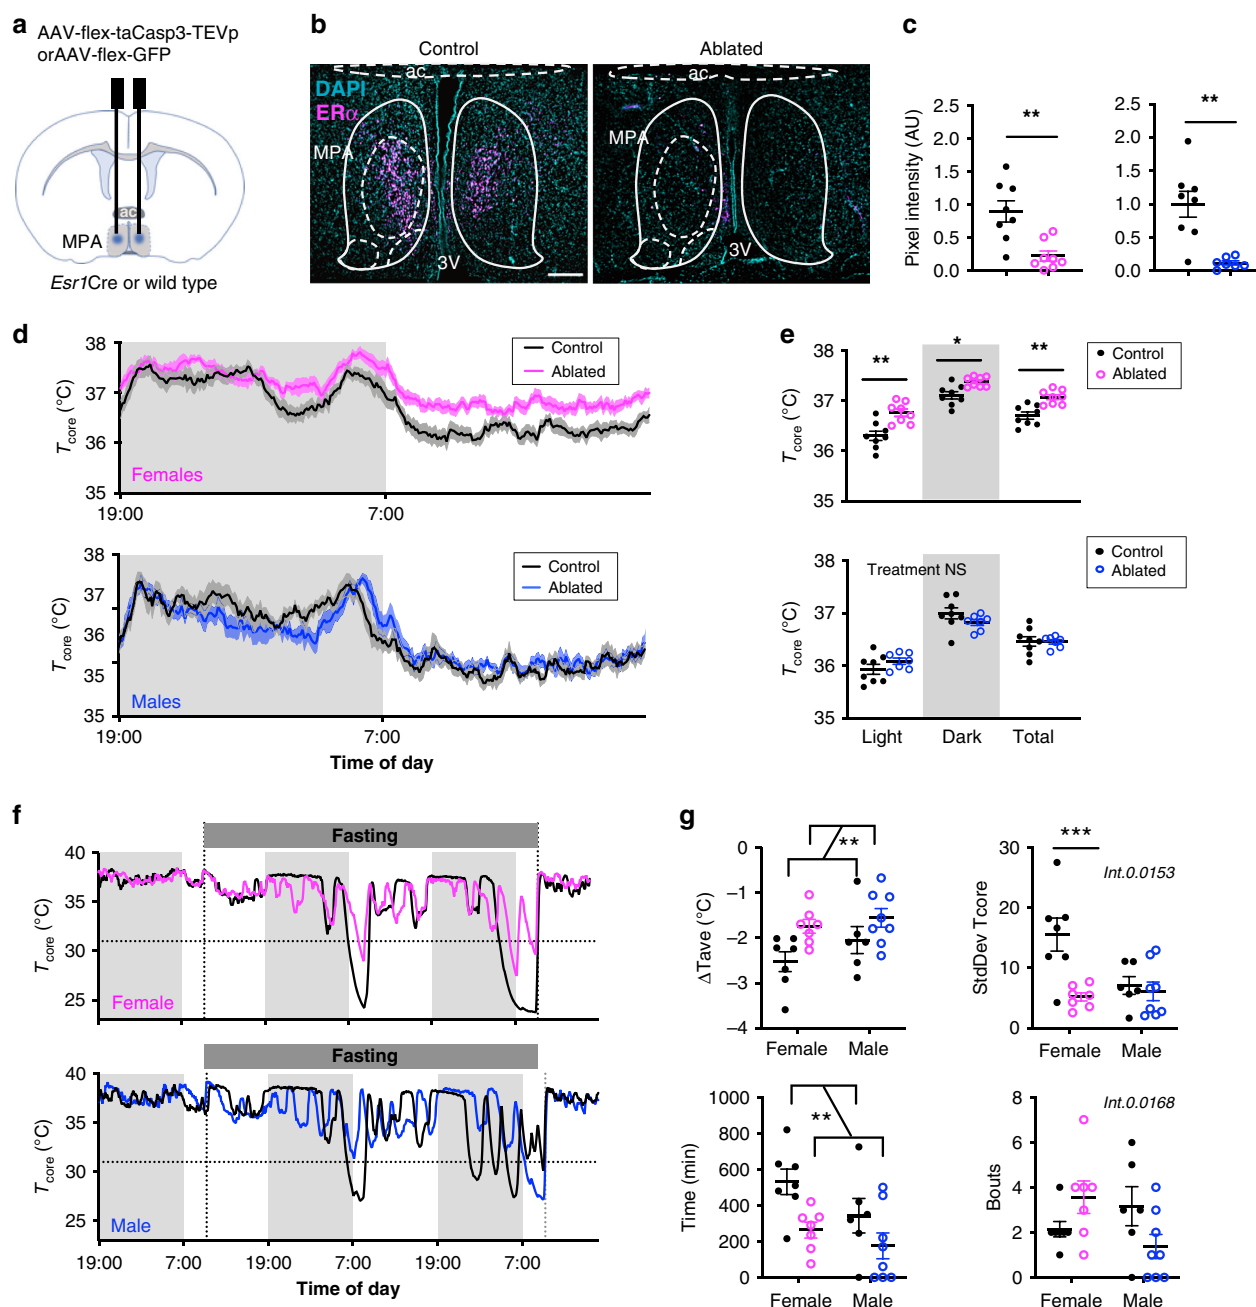 a
AAV-flex-taCasp3-TEVp
orAAV-flex-GFP
ac
MPA
Esr1Cre or wild type
b
Control
Ablated
DAPI
ERα
MPA
ac
3V
ac
MPA
3V
c
Pixel intensity (AU)
2.5
2.0
1.5
1.0
0.5
0.0
**
2.5
2.0
1.5
1.0
0.5
0.0
**
d
Tcore (°C)
38
37
36
35
Control
Ablated
Females
19:00
7:00
Tcore (°C)
38
37
36
35
35
Control
Ablated
Males
19:00
7:00
Time of day
e
Tcore (°C)
38
37
36
35
**
*
**
Control
Ablated
Tcore (°C)
38
37
36
35
Treatment NS
Control
Ablated
Light
Dark
Total
f
Fasting
Tcore (°C)
40
35
30
25
Female
Fasting
Tcore (°C)
40
35
30
25
Male
19:00
7:00
19:00
7:00
19:00
7:00
Time of day
g
ΔTave (°C)
0
−1
−2
−3
−4
**
Female
Male
StdDev Tcore
30
20
10
0
***
Int.0.0153
Female
Male
Time (min)
1000
800
600
400
200
0
**
Female
Male
Bouts
8
6
4
2
0
Int.0.0168
Female
Male